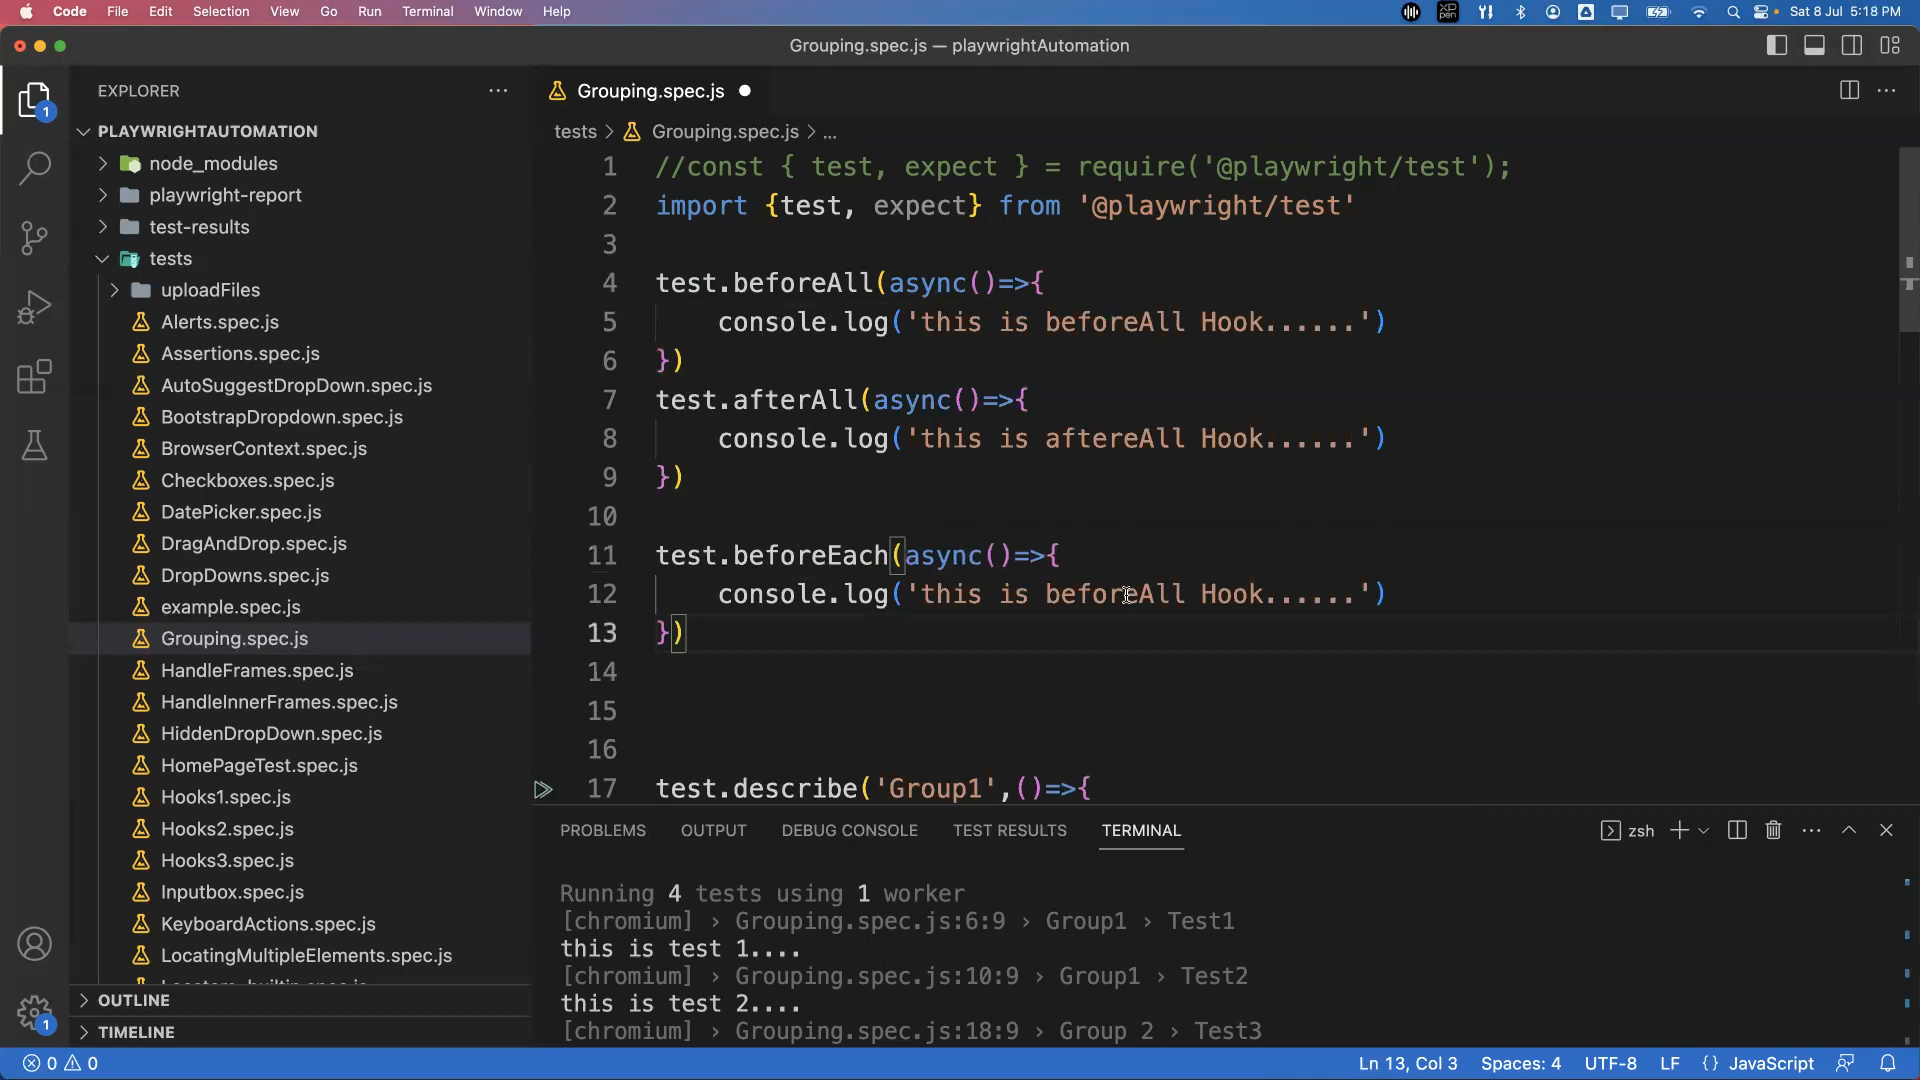 Code File Edit Selection View Go Run Terminal Window Help
Sat 8 Jul 5:18 PM
Grouping.spec.js — playwrightAutomation
EXPLORER
PLAYWRIGHTAUTOMATION
node_modules
playwright-report
test-results
tests
uploadFiles
Alerts.spec.js
Assertions.spec.js
AutoSuggestDropDown.spec.js
BootstrapDropdown.spec.js
BrowserContext.spec.js
Checkboxes.spec.js
DatePicker.spec.js
DragAndDrop.spec.js
DropDowns.spec.js
example.spec.js
Grouping.spec.js
HandleFrames.spec.js
HandleInnerFrames.spec.js
HiddenDropDown.spec.js
HomePageTest.spec.js
Hooks1.spec.js
Hooks2.spec.js
Hooks3.spec.js
Inputbox.spec.js
KeyboardActions.spec.js
LocatingMultipleElements.spec.js
OUTLINE
TIMELINE
1
1
Grouping.spec.js
tests > Grouping.spec.js > ...
1 //const { test, expect } = require('@playwright/test');
2 import {test, expect} from '@playwright/test'
3
4 test.beforeAll(async()=>{
5 console.log('this is beforeAll Hook......')
6 })
7 test.afterAll(async()=>{
8 console.log('this is aftereAll Hook......')
9 })
10
11 test.beforeEach(async()=>{
12 console.log('this is beforeAll Hook......')
13 })
14
15
16
17 test.describe('Group1',()=>{
PROBLEMS OUTPUT DEBUG CONSOLE TEST RESULTS TERMINAL
zsh
Running 4 tests using 1 worker
[chromium] › Grouping.spec.js:6:9 › Group1 › Test1
this is test 1....
[chromium] › Grouping.spec.js:10:9 › Group1 › Test2
this is test 2....
[chromium] › Grouping.spec.js:18:9 › Group 2 › Test3
0 0
Ln 13, Col 3 Spaces: 4 UTF-8 LF {} JavaScript